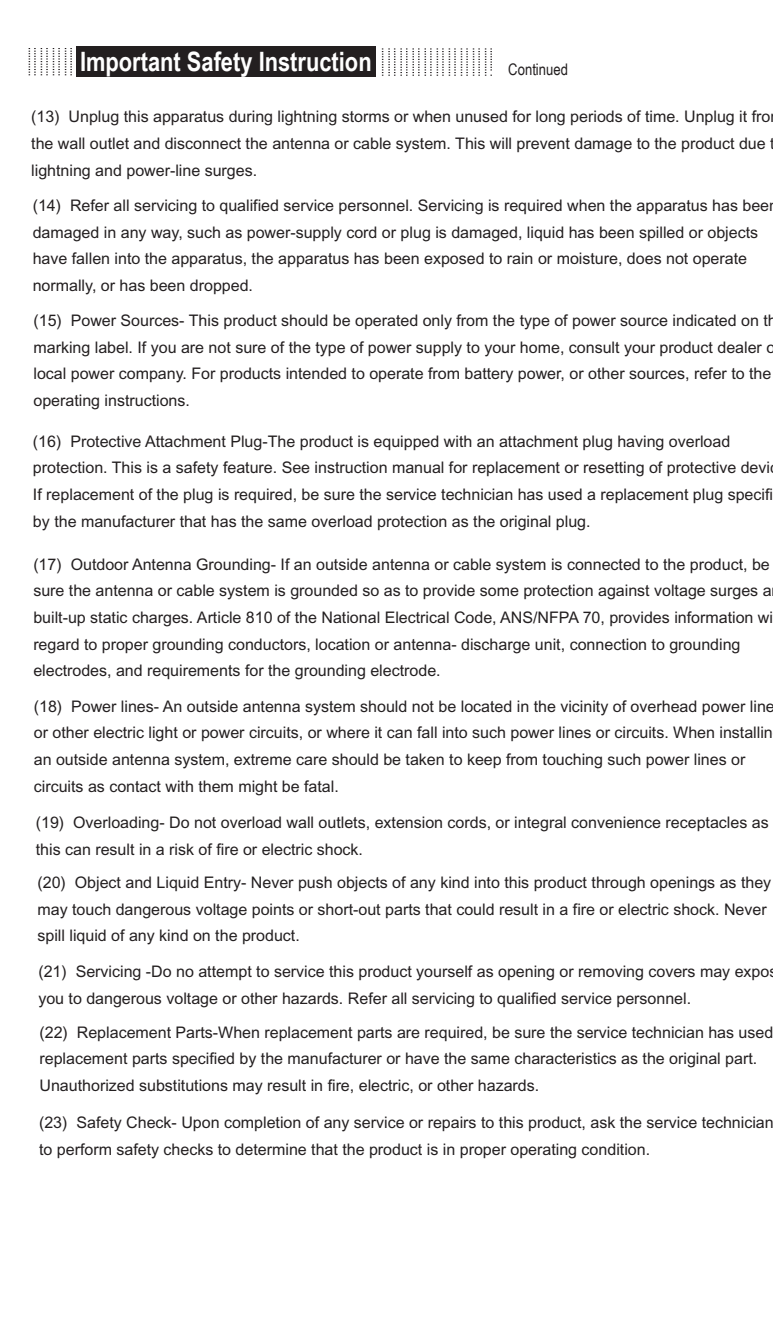 Important Safety Instruction Continued
(13) Unplug this apparatus during lightning storms or when unused for long periods of time. Unplug it from
the wall outlet and disconnect the antenna or cable system. This will prevent damage to the product due t
lightning and power-line surges.
(14) Refer all servicing to qualified service personnel. Servicing is required when the apparatus has been
damaged in any way, such as power-supply cord or plug is damaged, liquid has been spilled or objects
have fallen into the apparatus, the apparatus has been exposed to rain or moisture, does not operate
normally, or has been dropped.
(15) Power Sources- This product should be operated only from the type of power source indicated on th
marking label. If you are not sure of the type of power supply to your home, consult your product dealer o
local power company. For products intended to operate from battery power, or other sources, refer to the
operating instructions.
(16) Protective Attachment Plug-The product is equipped with an attachment plug having overload
protection. This is a safety feature. See instruction manual for replacement or resetting of protective devic
If replacement of the plug is required, be sure the service technician has used a replacement plug specifi
by the manufacturer that has the same overload protection as the original plug.
(17) Outdoor Antenna Grounding- If an outside antenna or cable system is connected to the product, be
sure the antenna or cable system is grounded so as to provide some protection against voltage surges an
built-up static charges. Article 810 of the National Electrical Code, ANS/NFPA 70, provides information wi
regard to proper grounding conductors, location or antenna- discharge unit, connection to grounding
electrodes, and requirements for the grounding electrode.
(18) Power lines- An outside antenna system should not be located in the vicinity of overhead power line
or other electric light or power circuits, or where it can fall into such power lines or circuits. When installin
an outside antenna system, extreme care should be taken to keep from touching such power lines or
circuits as contact with them might be fatal.
(19) Overloading- Do not overload wall outlets, extension cords, or integral convenience receptacles as
this can result in a risk of fire or electric shock.
(20) Object and Liquid Entry- Never push objects of any kind into this product through openings as they
may touch dangerous voltage points or short-out parts that could result in a fire or electric shock. Never
spill liquid of any kind on the product.
(21) Servicing -Do no attempt to service this product yourself as opening or removing covers may expos
you to dangerous voltage or other hazards. Refer all servicing to qualified service personnel.
(22) Replacement Parts-When replacement parts are required, be sure the service technician has used
replacement parts specified by the manufacturer or have the same characteristics as the original part.
Unauthorized substitutions may result in fire, electric, or other hazards.
(23) Safety Check- Upon completion of any service or repairs to this product, ask the service technician
to perform safety checks to determine that the product is in proper operating condition.